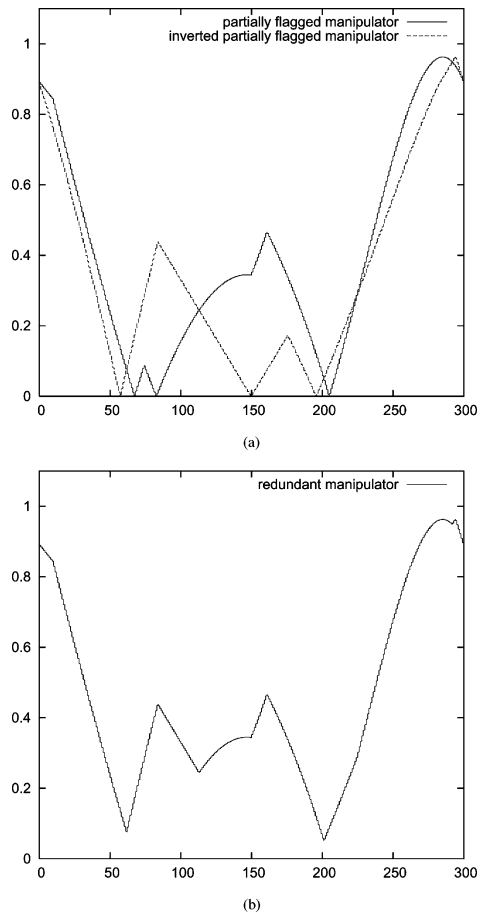 partially flagged manipulator
inverted partially flagged manipulator
1
0.8
0.6
0.4
0.2
0
0 50 100 150 200 250 300
(a)
redundant manipulator
1
0.8
0.6
0.4
0.2
0
0 50 100 150 200 250 300
(b)